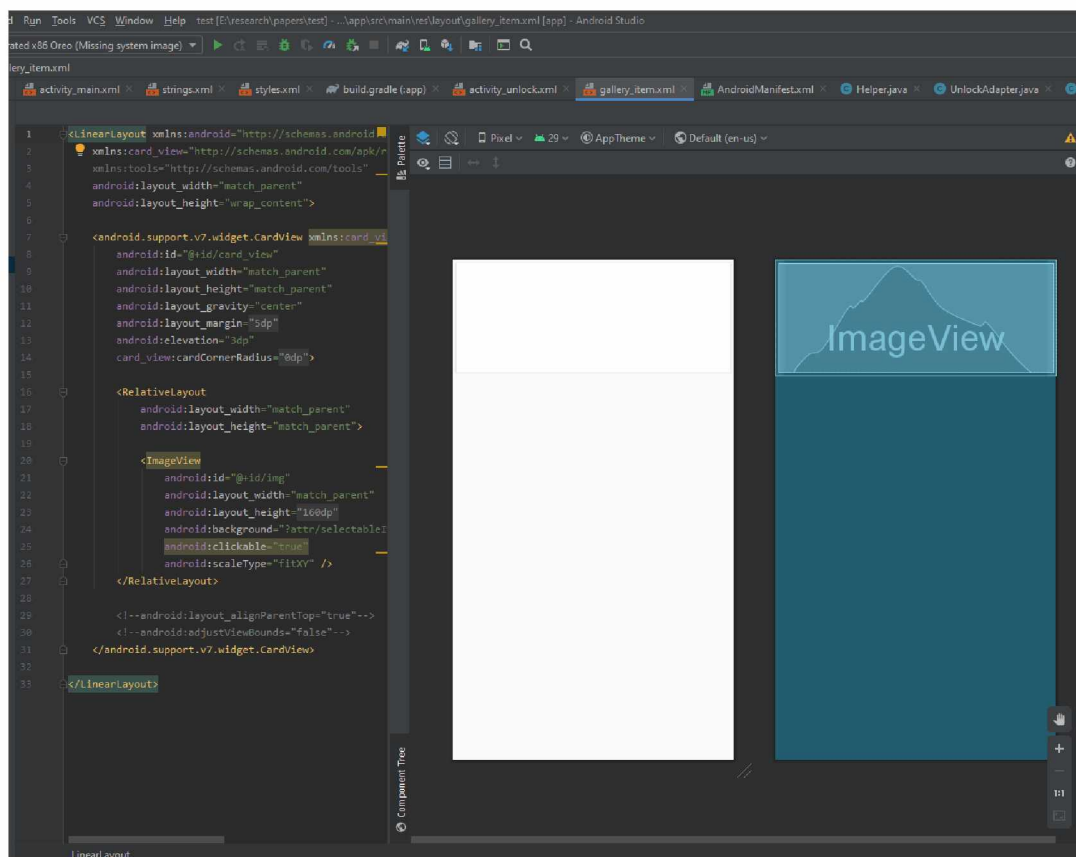 Run Tools VCS Window Help test [E:\research\papers\test] - ...\app\src\main\res\layout\gallery_item.xml [app] - Android Studio
rated x86 Oreo (Missing system image)
lery_item.xml
activity_main.xml strings.xml styles.xml build.gradle (:app) activity_unlock.xml gallery_item.xml AndroidManifest.xml Helper.java UnlockAdapter.java
Pixel 29 AppTheme Default (en-us)
Palette
1 <LinearLayout xmlns:android="http://schemas.android
2 xmlns:card_view="http://schemas.android.com/apk/r
3 xmlns:tools="http://schemas.android.com/tools"
4 android:layout_width="match_parent"
5 android:layout_height="wrap_content">
6
7 <android.support.v7.widget.CardView xmlns:card_vi
8 android:id="@+id/card_view"
9 android:layout_width="match_parent"
10 android:layout_height="match_parent"
11 android:layout_gravity="center"
12 android:layout_margin="5dp"
13 android:elevation="3dp"
14 card_view:cardCornerRadius="0dp">
15
16 <RelativeLayout
17 android:layout_width="match_parent"
18 android:layout_height="match_parent">
19
20 <ImageView
21 android:id="@+id/img"
22 android:layout_width="match_parent"
23 android:layout_height="160dp"
24 android:background="?attr/selectableI
25 android:clickable="true"
26 android:scaleType="fitXY" />
27 </RelativeLayout>
28
29 <!--android:layout_alignParentTop="true"-->
30 <!--android:adjustViewBounds="false"-->
31 </android.support.v7.widget.CardView>
32
33 </LinearLayout>
ImageView
Component Tree
1:1
LinearLayout